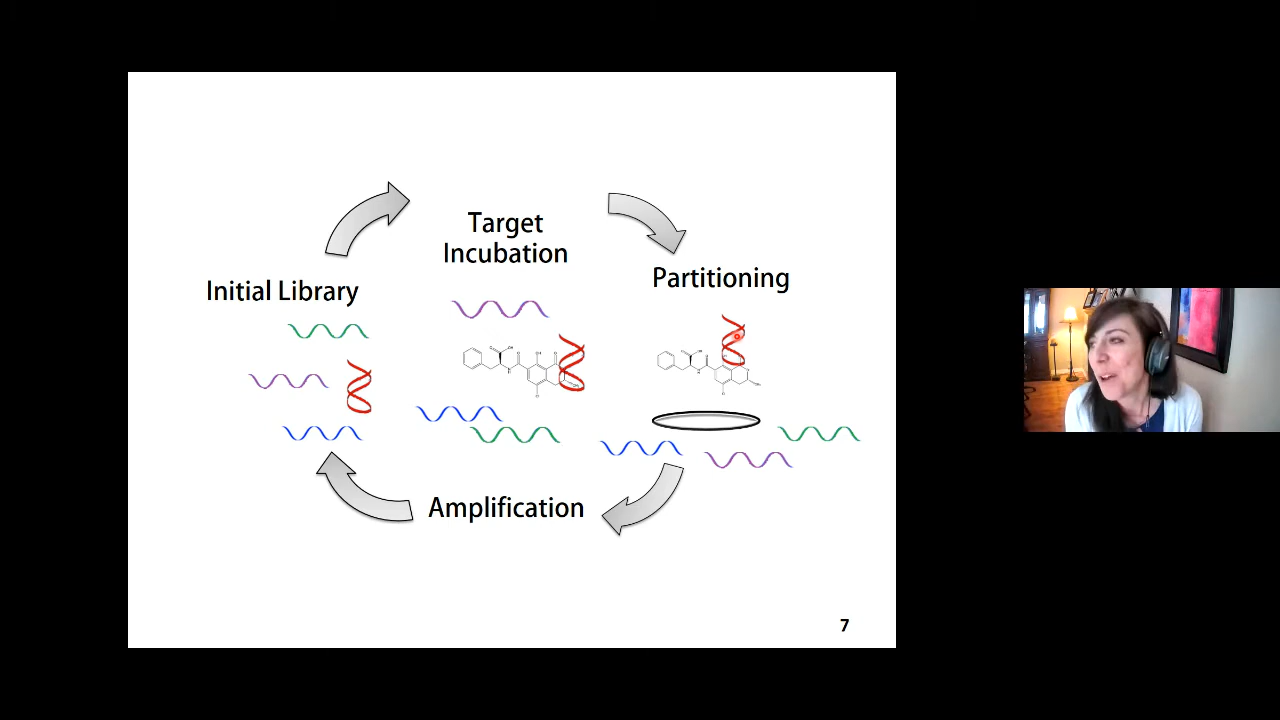 Target
Incubation
Partitioning
Initial Library
Amplification
7